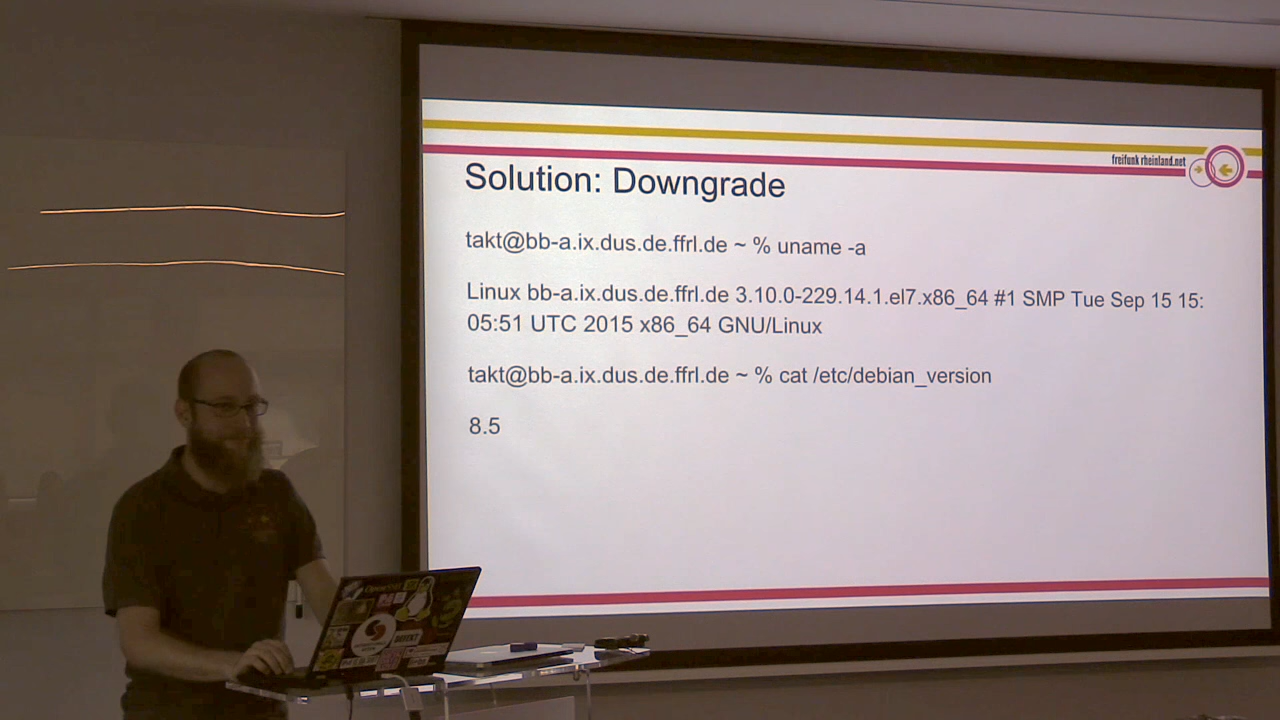 freifunk rheinland.net
Solution: Downgrade
takt@bb-a.ix.dus.de.ffrl.de ~ % uname -a
Linux bb-a.ix.dus.de.ffrl.de 3.10.0-229.14.1.el7.x86_64 #1 SMP Tue Sep 15 15:
05:51 UTC 2015 x86_64 GNU/Linux
takt@bb-a.ix.dus.de.ffrl.de ~ % cat /etc/debian_version
8.5